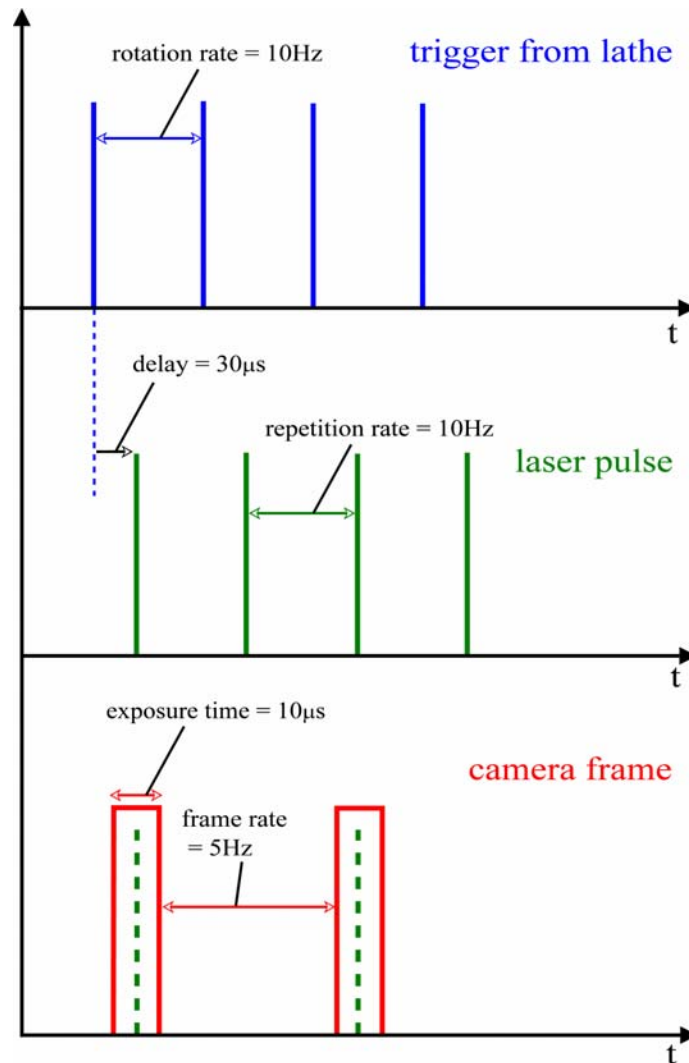 rotation rate = 10Hz
trigger from lathe
t
delay = 30μs
repetition rate = 10Hz
laser pulse
t
exposure time = 10μs
camera frame
frame rate
= 5Hz
t